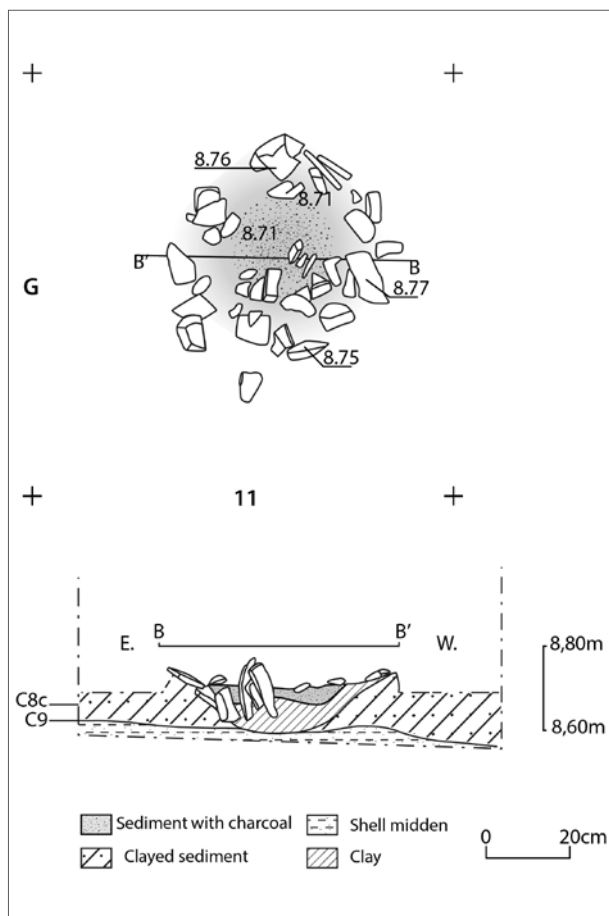 8.76
8.71
8.71
B' B
G
8.77
8.75
11
E. B B' W.
8,80m
C8c
C9
8,60m
Sediment with charcoal Shell midden 0 20cm
Clayed sediment Clay